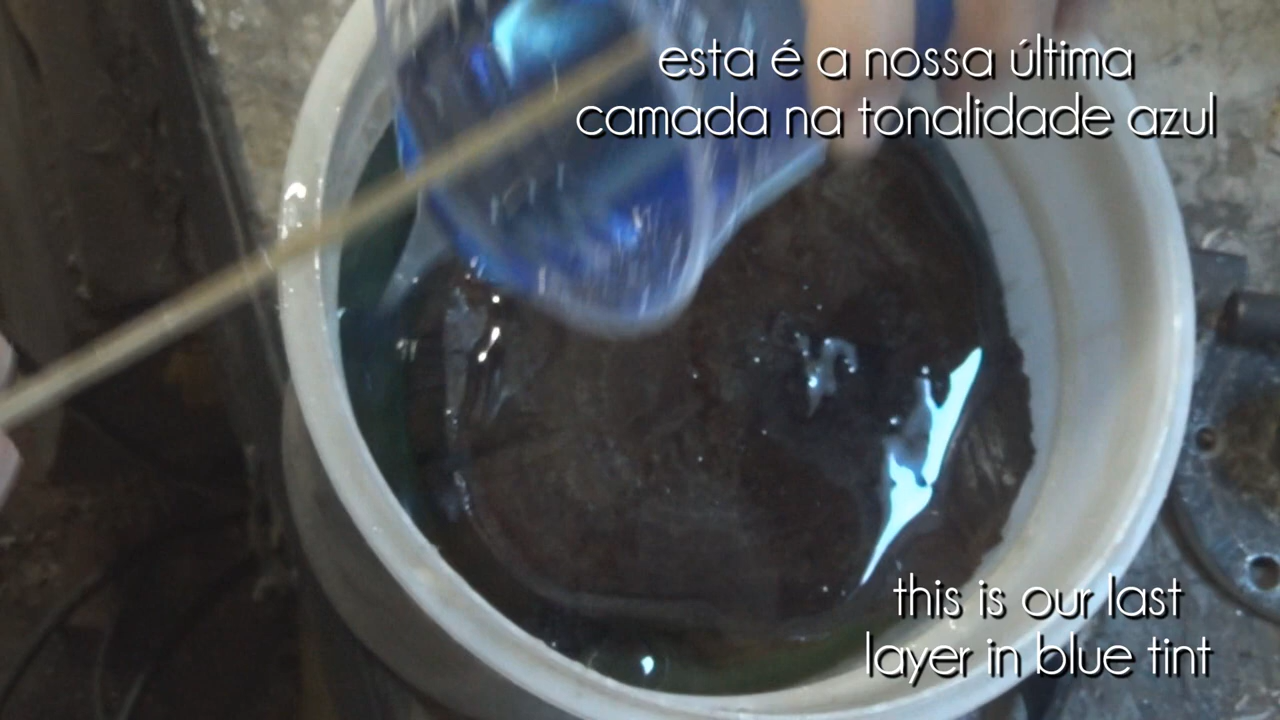 esta é a nossa última
camada na tonalidade azul
this is our last
layer in blue tint